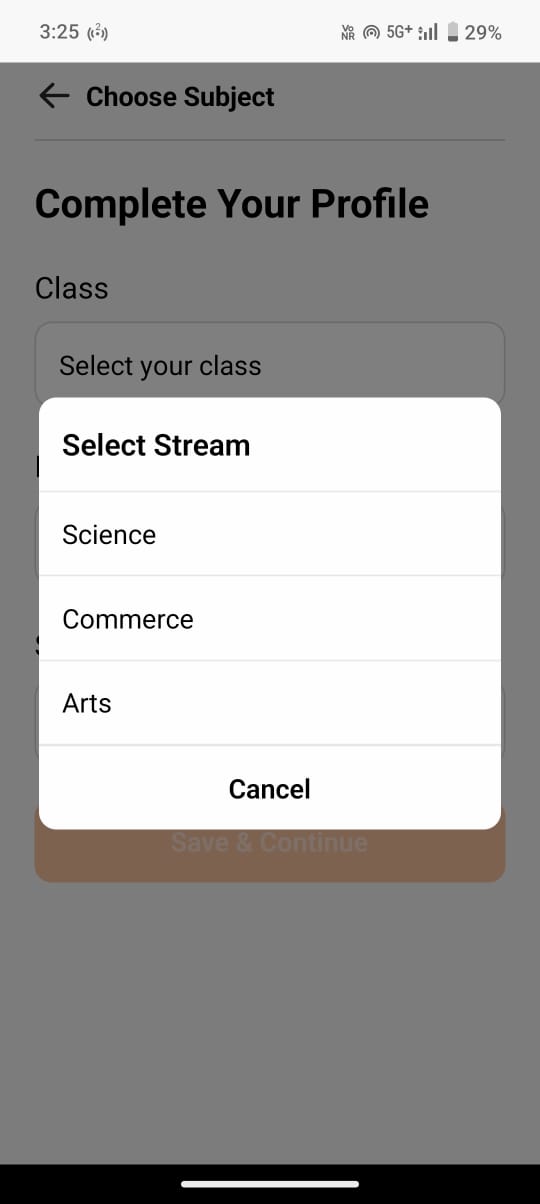 3:25
Vo NR 5G+ 29%
Choose Subject
Complete Your Profile
Class
Select your class
Select Stream
Science
Commerce
Arts
Cancel
Save & Continue